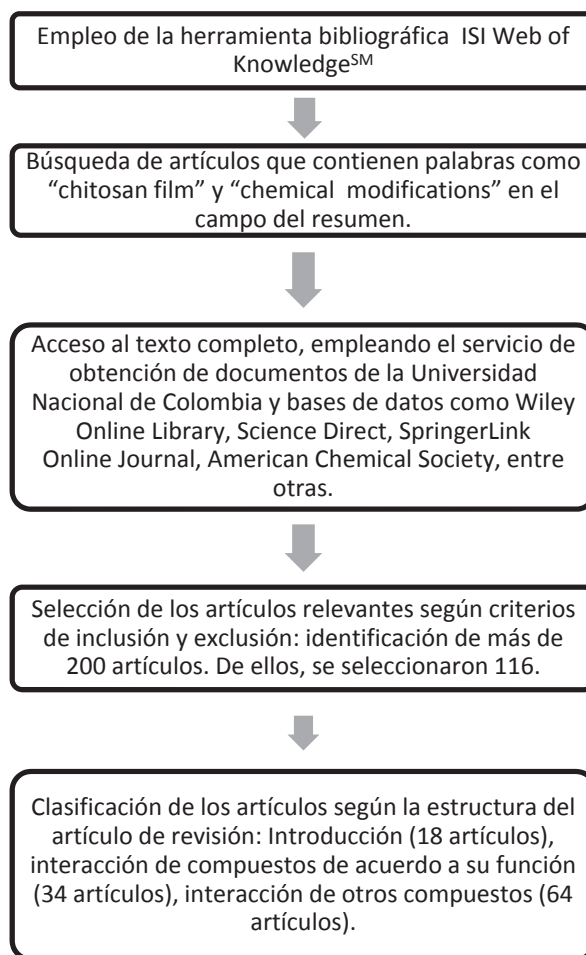 Empleo de la herramienta bibliográfica ISI Web of
Knowledge℠
Búsqueda de artículos que contienen palabras como
“chitosan film” y “chemical modifications” en el
campo del resumen.
Acceso al texto completo, empleando el servicio de
obtención de documentos de la Universidad
Nacional de Colombia y bases de datos como Wiley
Online Library, Science Direct, SpringerLink
Online Journal, American Chemical Society, entre
otras.
Selección de los artículos relevantes según criterios
de inclusión y exclusión: identificación de más de
200 artículos. De ellos, se seleccionaron 116.
Clasificación de los artículos según la estructura del
artículo de revisión: Introducción (18 artículos),
interacción de compuestos de acuerdo a su función
(34 artículos), interacción de otros compuestos (64
artículos).